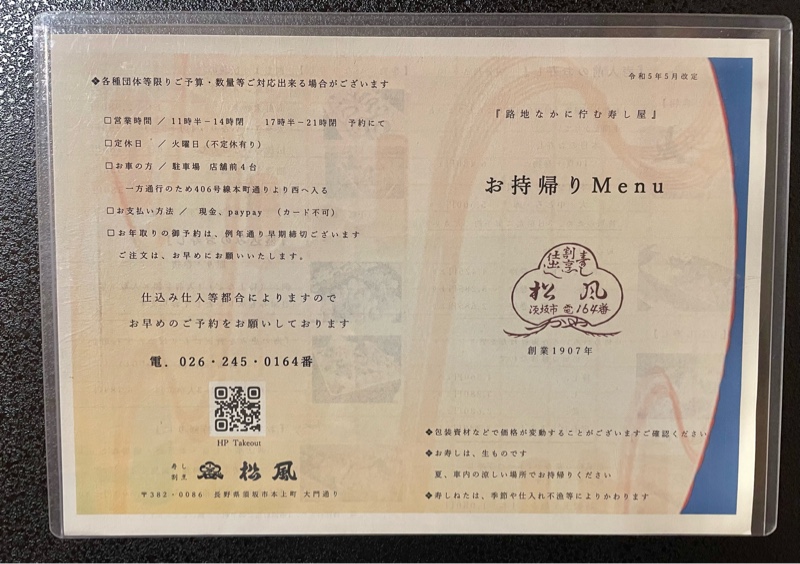 ❖各種団体等限りご予算・数量等ご対応出来る場合がございます
□営業時間 / 11時半－14時閉 17時半－21時閉 予約にて
□定休日 / 火曜日(不定休有り)
□お車の方 / 駐車場 店舗前4台
一方通行のため406号線本町通りより西へ入る
□お支払い方法 / 現金、paypay (カード不可)
□お年取りの御予約は、例年通り早期締切ございます
ご注文は、お早めにお願いいたします。
仕込み仕入等都合によりますので
お早めのご予約をお願いしております
電．026・245・0164番
HP Takeout
寿し
割烹
松風
〒382・0086 長野県須坂市本上町 大門通り
令和5年5月改定
『路地なかに佇む寿し屋』
お持帰りMenu
仕出
割烹
寿し
松風
須坂市 電164番
創業1907年
❖包装資材などで価格が変動することがございますご確認ください
❖お寿しは、生ものです
夏、車内の涼しい場所でお持帰りください
❖寿しねたは、季節や仕入れ不漁等によりかわります